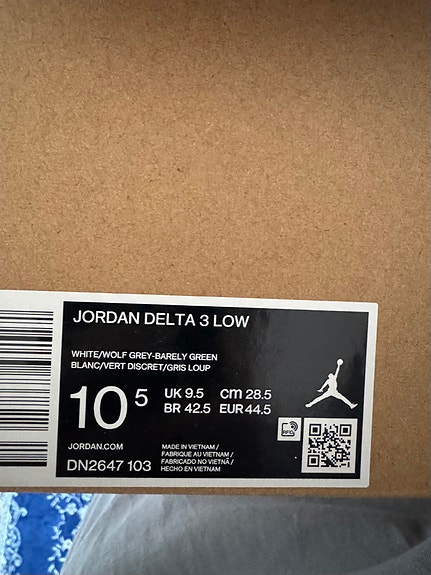 JORDAN DELTA 3 LOW
WHITE/WOLF GREY-BARELY GREEN
BLANC/VERT DISCRET/GRIS LOUP
10 5
UK 9.5 cm 28.5
BR 42.5 EUR 44.5
RFID
JORDAN.COM
DN2647 103
MADE IN VIETNAM /
FABRIQUE AU VIETNAM /
FABRICADO NO VIETNÃ /
HECHO EN VIETNAM